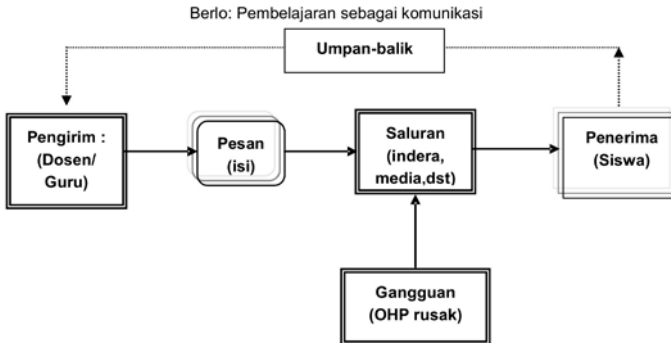 Berlo: Pembelajaran sebagai komunikasi
Umpan-balik
Pengirim :
(Dosen/
Guru)
Pesan
(isi)
Saluran
(indera,
media,dst)
Penerima
(Siswa)
Gangguan
(OHP rusak)